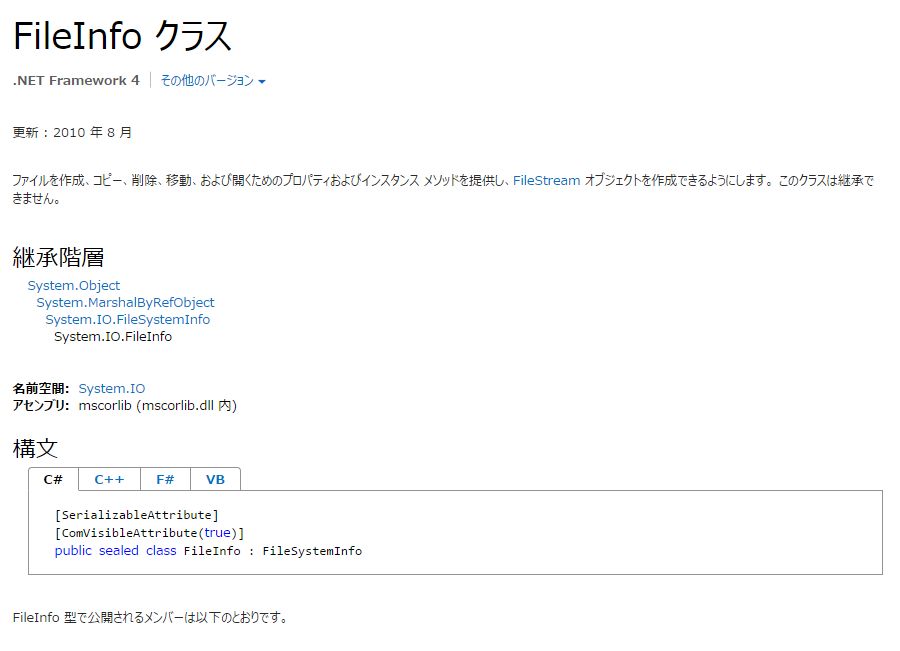 FileInfo クラス
.NET Framework 4 その他のバージョン
更新 : 2010 年 8 月
ファイルを作成、コピー、削除、移動、および開くためのプロパティおよびインスタンス メソッドを提供し、FileStream オブジェクトを作成できるようにします。このクラスは継承で
きません。
継承階層
System.Object
System.MarshalByRefObject
System.IO.FileSystemInfo
System.IO.FileInfo
名前空間: System.IO
アセンブリ: mscorlib (mscorlib.dll 内)
構文
C# C++ F# VB
[SerializableAttribute]
[ComVisibleAttribute(true)]
public sealed class FileInfo : FileSystemInfo
FileInfo 型で公開されるメンバーは以下のとおりです。